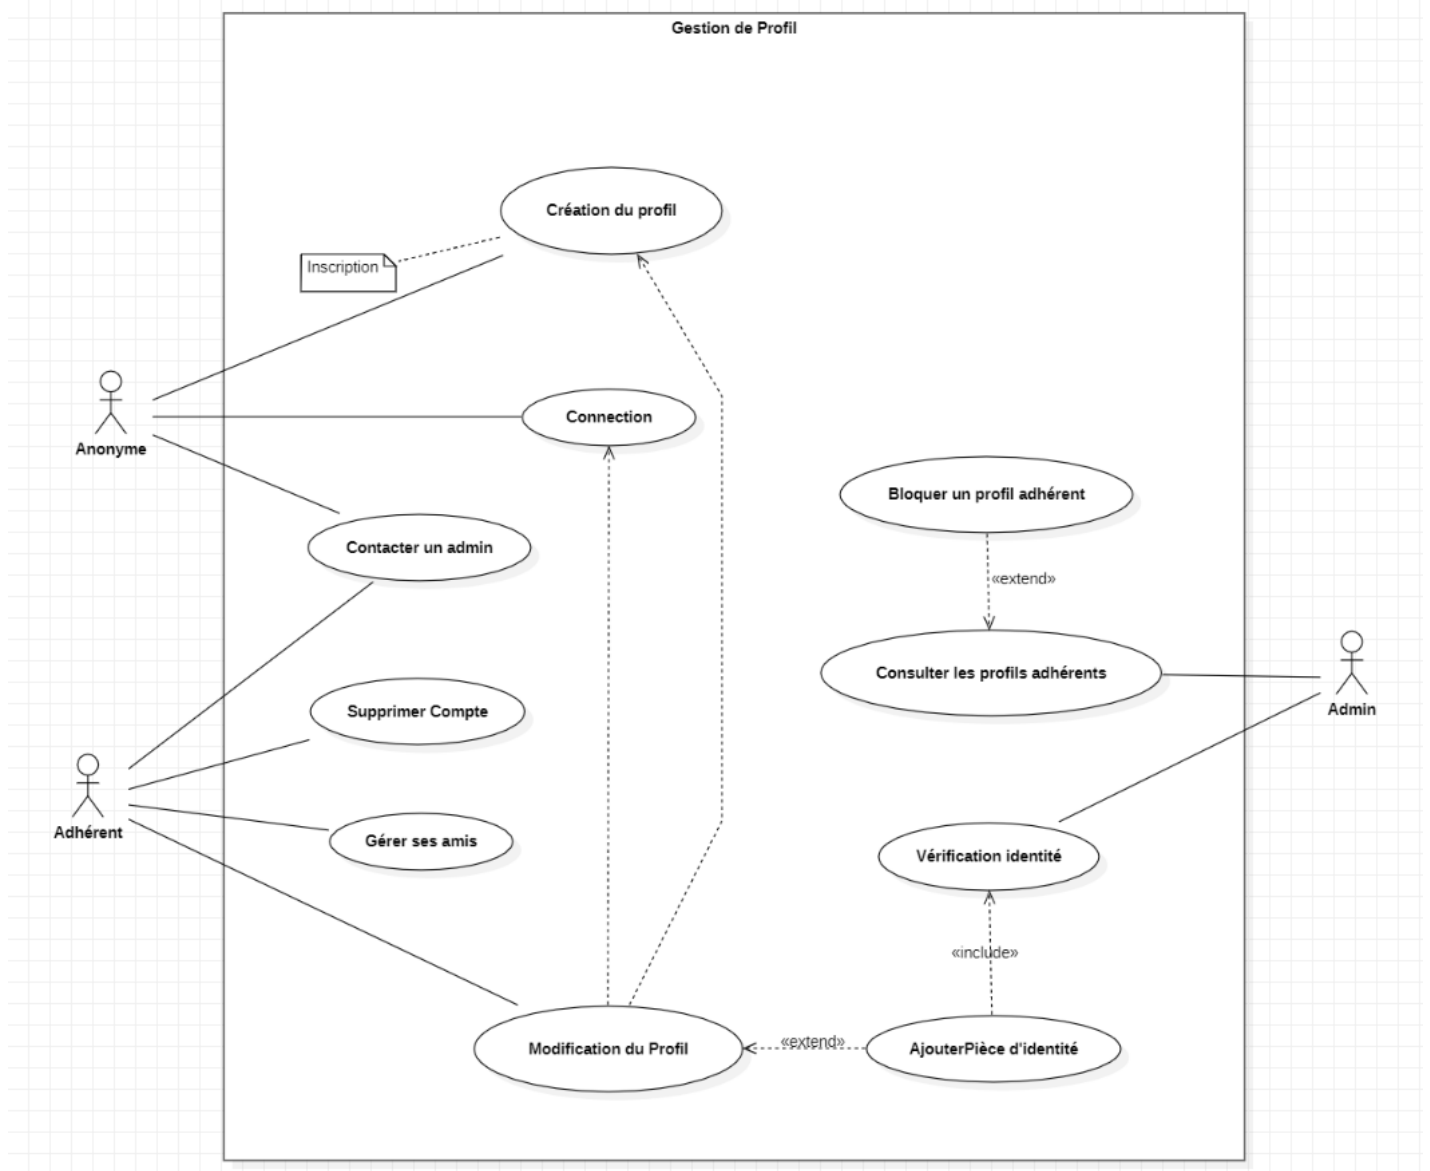 Gestion de Profil
Création du profil
Inscription
Connection
Anonyme
Bloquer un profil adhérent
Contacter un admin
«extend»
Consulter les profils adhérents
Admin
Supprimer Compte
Adhérent
Gérer ses amis
Vérification identité
«include»
Modification du Profil
«extend»
AjouterPièce d'identité